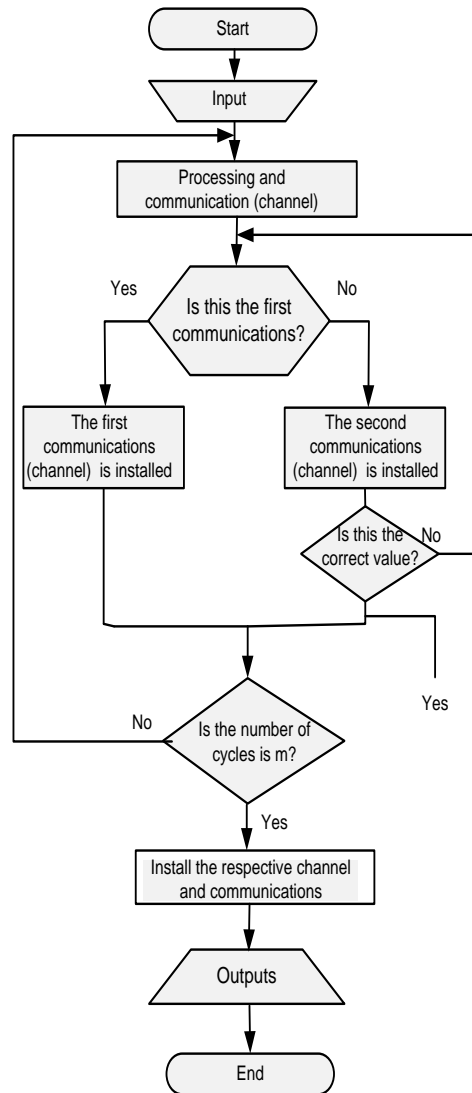 Start
Input
Processing and
communication (channel)
Yes
No
Is this the first
communications?
The first
communications
(channel) is installed
The second
communications
(channel) is installed
Is this the
correct value?
No
Yes
No
Is the number of
cycles is m?
Yes
Install the respective channel
and communications
Outputs
End